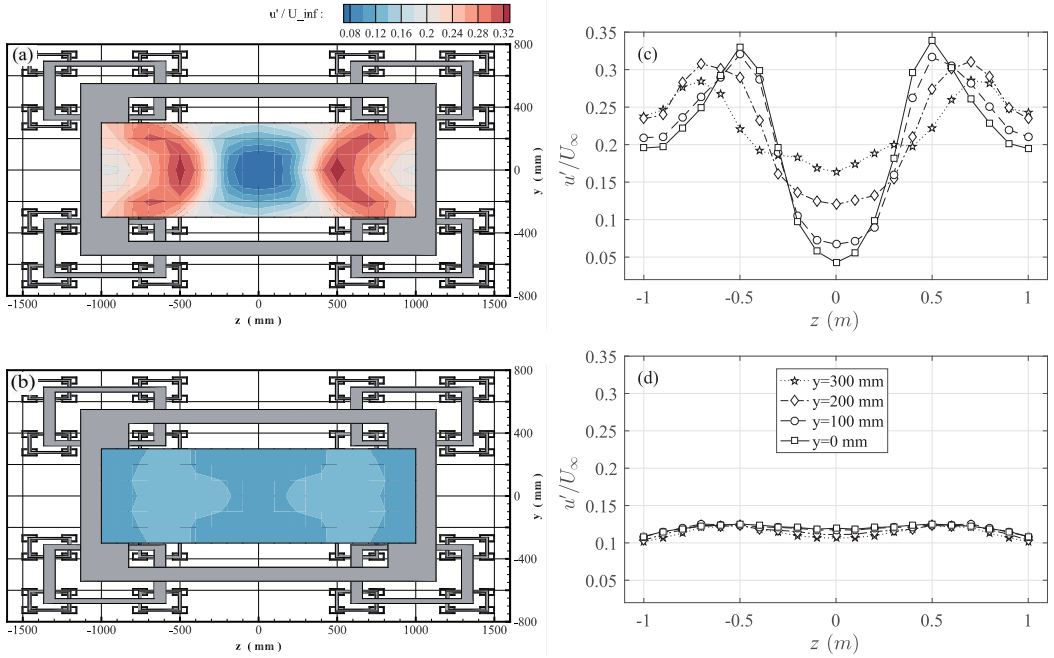 u' / U_inf :
0.08 0.12 0.16 0.2 0.24 0.28 0.32
(a)
800
400
0
-400
-800
y ( mm )
-1500 -1000 -500 0 500 1000 1500
z ( mm )
(c)
0.35
0.3
0.25
0.2
0.15
0.1
0.05
u'/U∞
-1 -0.5 0 0.5 1
z (m)
(b)
800
400
0
-400
-800
y ( mm )
-1500 -1000 -500 0 500 1000 1500
z ( mm )
(d)
0.35
0.3
0.25
0.2
0.15
0.1
0.05
u'/U∞
y=300 mm
y=200 mm
y=100 mm
y=0 mm
-1 -0.5 0 0.5 1
z (m)